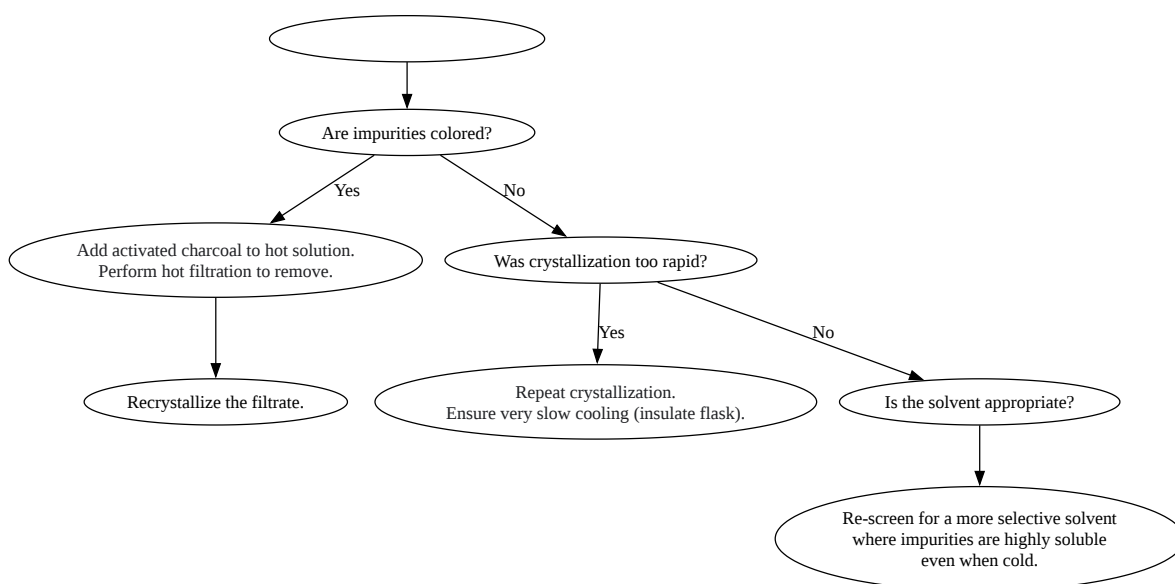 Are impurities colored?
Yes
No
Add activated charcoal to hot solution.
Perform hot filtration to remove.
Was crystallization too rapid?
Yes
No
Recrystallize the filtrate.
Repeat crystallization.
Ensure very slow cooling (insulate flask).
Is the solvent appropriate?
Re-screen for a more selective solvent
where impurities are highly soluble
even when cold.